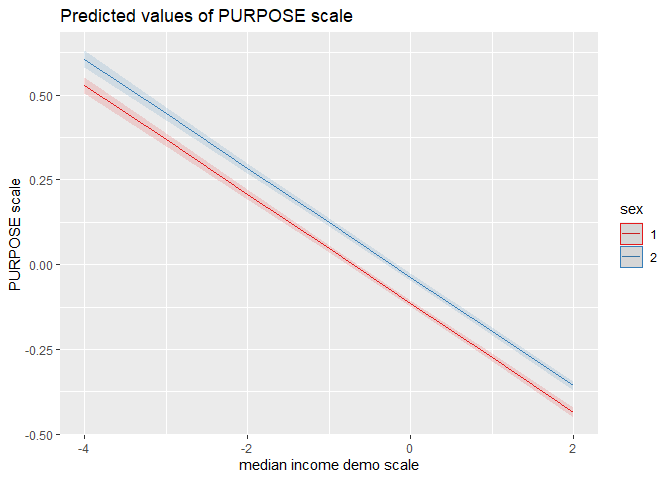 Predicted values of PURPOSE scale
0.50
0.25
0.00
-0.25
-0.50
PURPOSE scale
-4
-2
0
2
median income demo scale
sex
1
2